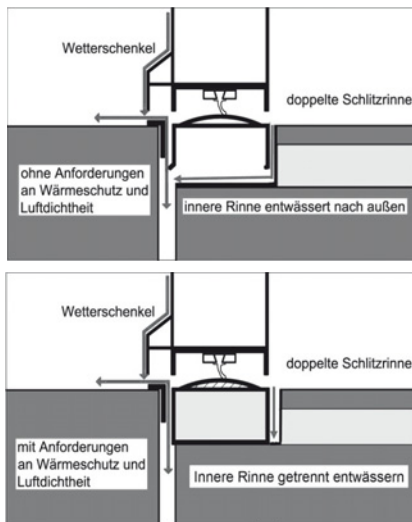 Wetterschenkel
doppelte Schlitzrinne
ohne Anforderungen
an Wärmeschutz und
Luftdichtheit
innere Rinne entwässert nach außen
Wetterschenkel
doppelte Schlitzrinne
mit Anforderungen
an Wärmeschutz und
Luftdichtheit
Innere Rinne getrennt entwässern